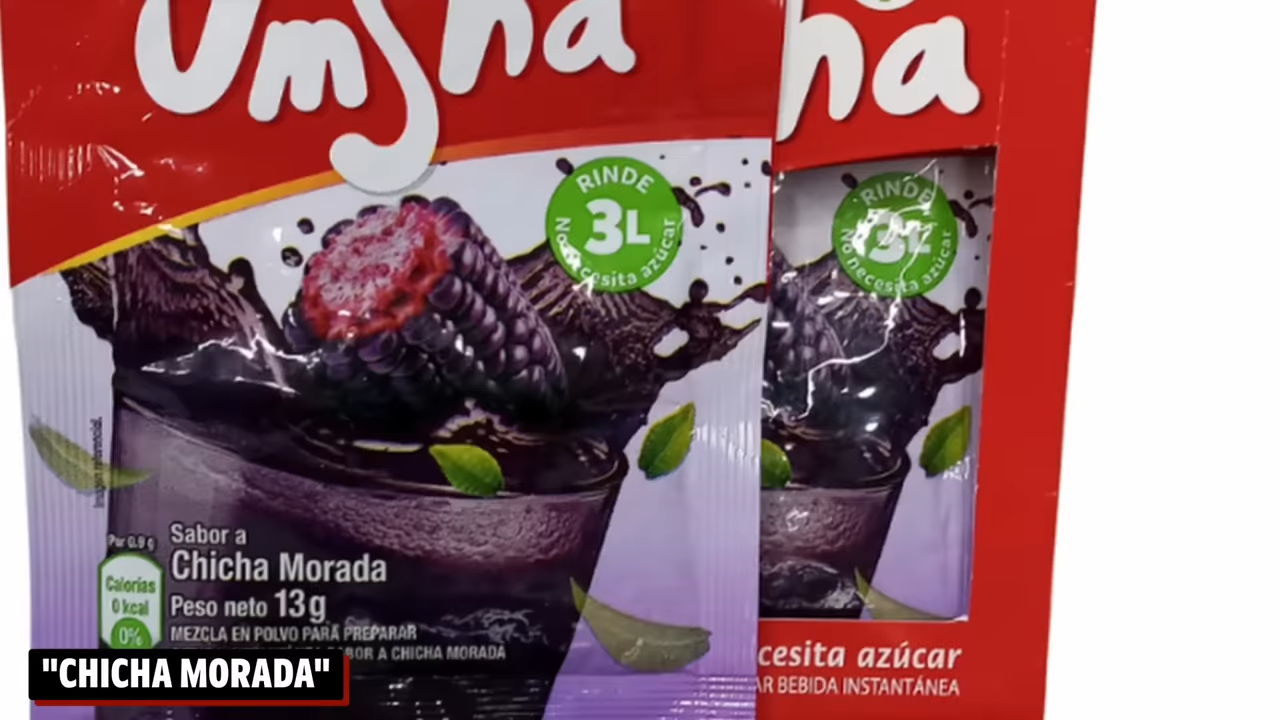 Umsha
ha
RINDE
3L
No necesita azúcar
RINDE
3L
No necesita azúcar
Imagen referencial.
Por 0.9 g
Calorías
0 kcal
0%
Sabor a
Chicha Morada
Peso neto 13g
MEZCLA EN POLVO PARA PREPARAR
SABOR A CHICHA MORADA
cesita azúcar
AR BEBIDA INSTANTÁNEA
"CHICHA MORADA"